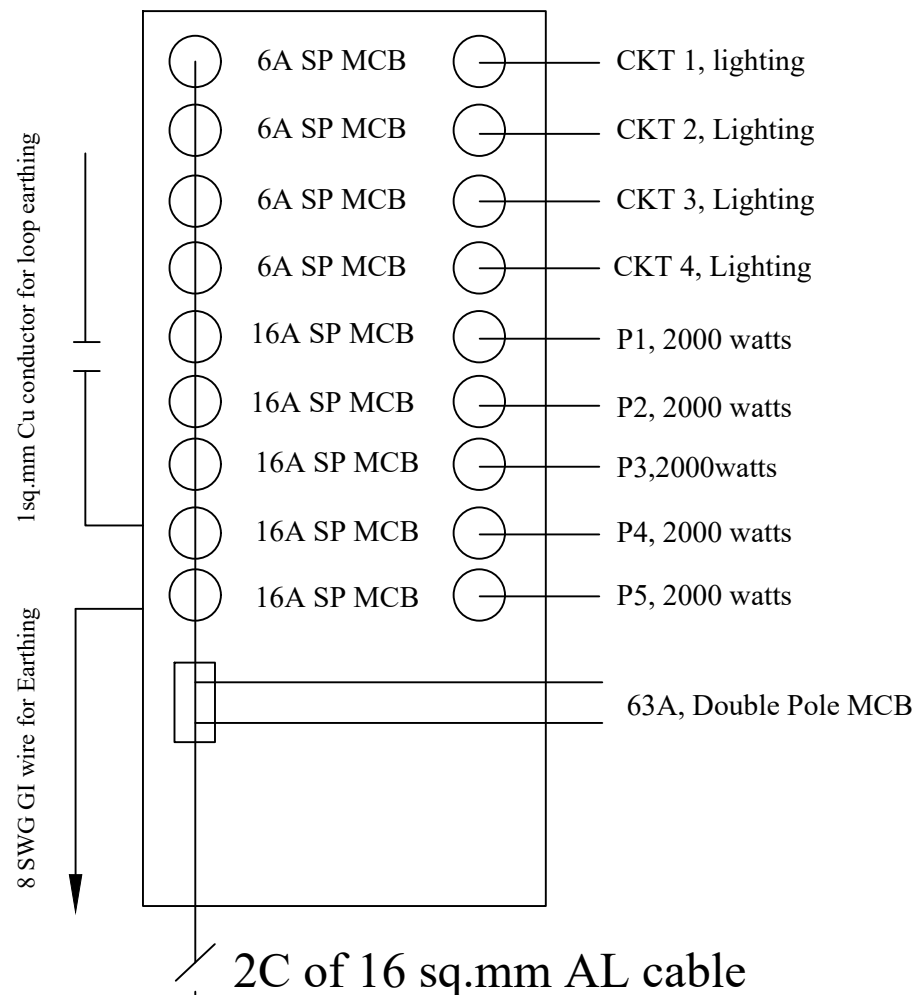 6A SP MCB CKT 1, lighting
6A SP MCB CKT 2, Lighting
6A SP MCB CKT 3, Lighting
6A SP MCB CKT 4, Lighting
16A SP MCB P1, 2000 watts
16A SP MCB P2, 2000 watts
16A SP MCB P3,2000watts
16A SP MCB P4, 2000 watts
16A SP MCB P5, 2000 watts
63A, Double Pole MCB
1sq.mm Cu conductor for loop earthing
8 SWG GI wire for Earthing
2C of 16 sq.mm AL cable